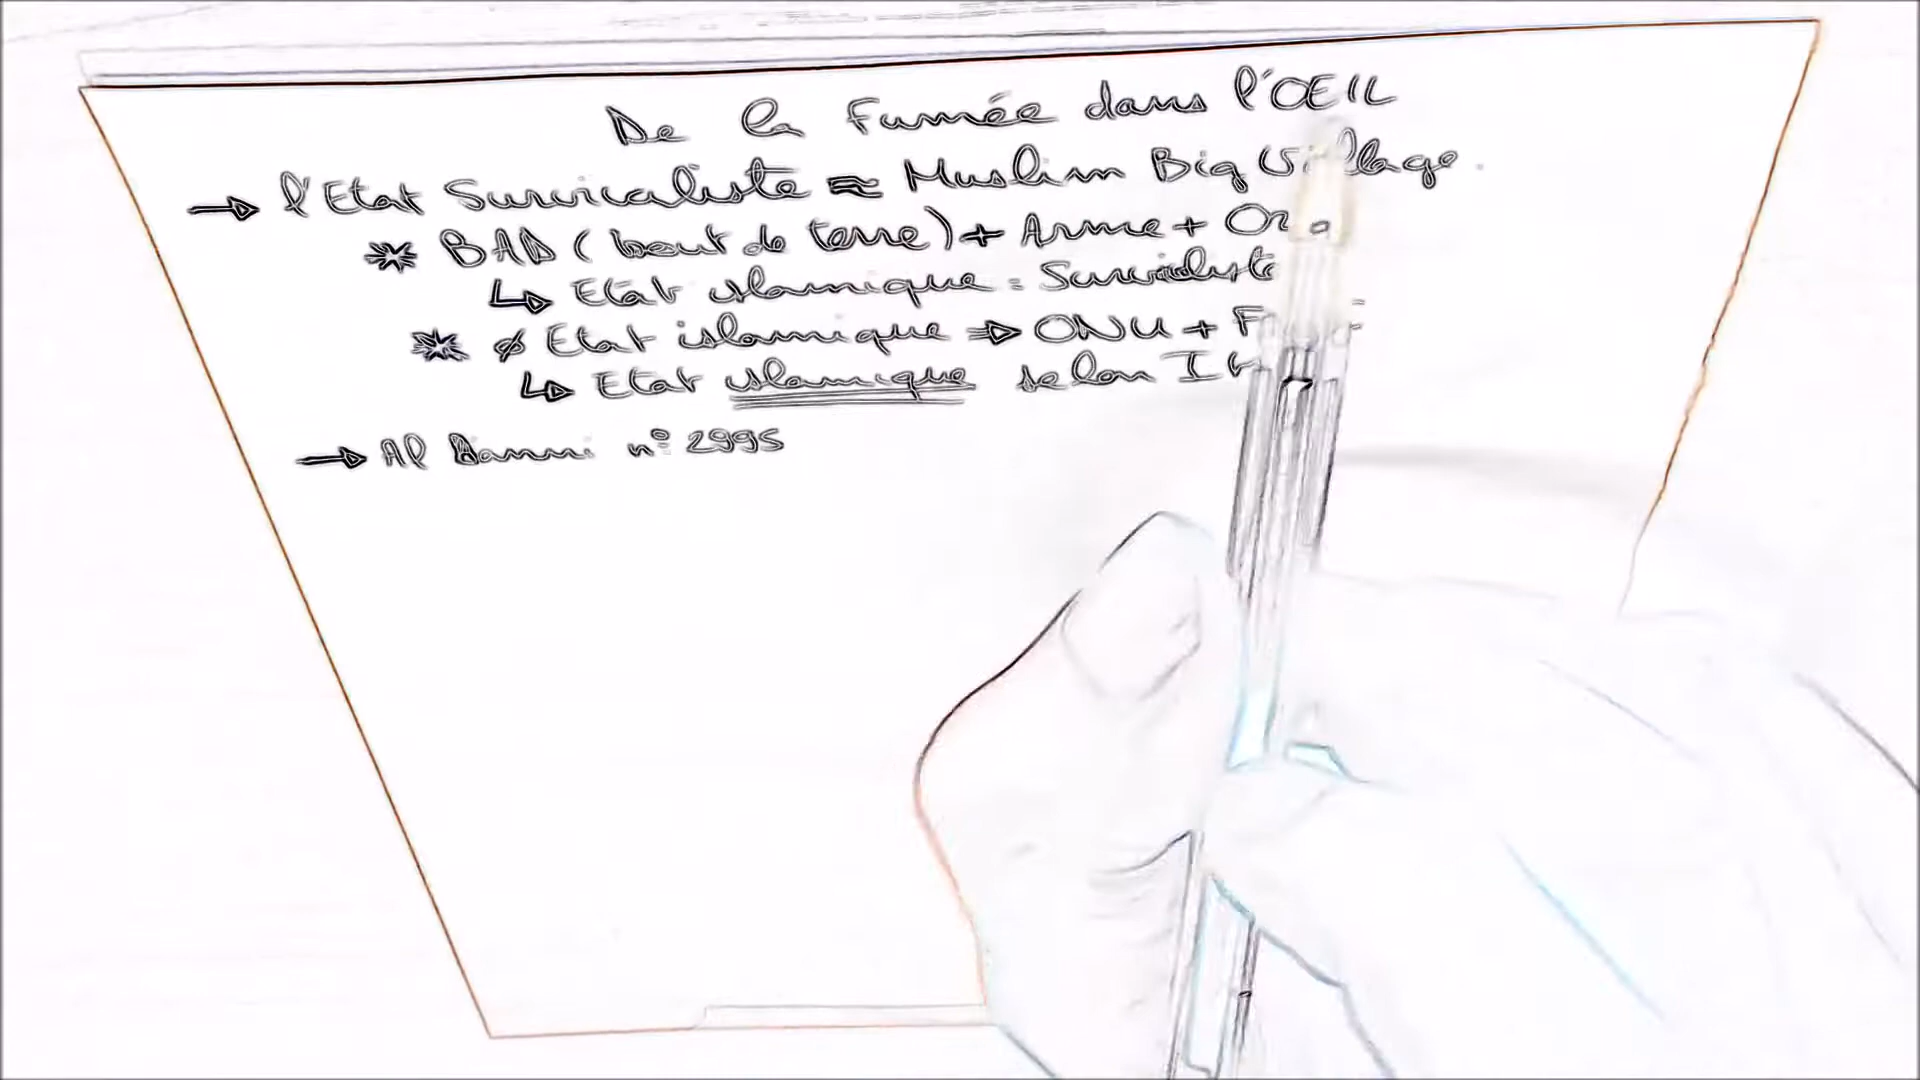 De la Fumée dans l'OEIL
→ l'Etat Survivaliste ≈ Muslim Big Village.
* BAD (bout de terre) + Arme + Or
↳ Etat islamique = Survivaliste
* ∅ Etat islamique ⇒ ONU +
↳ Etat islamique selon
→ Al n° 2995